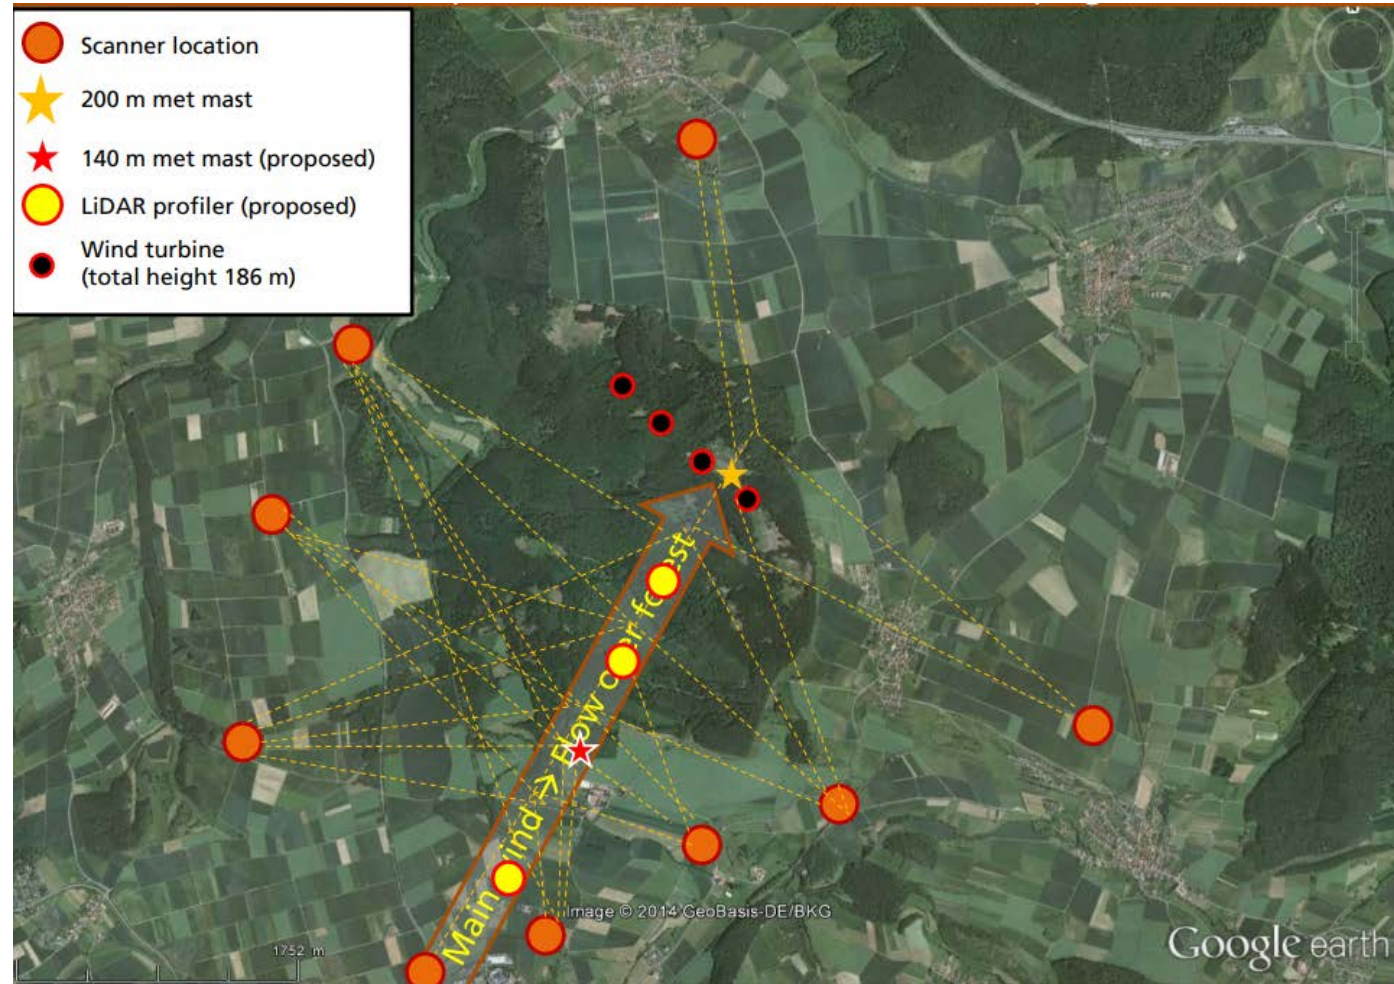 Scanner location
200 m met mast
140 m met mast (proposed)
LiDAR profiler (proposed)
Wind turbine
(total height 186 m)
Main wind → Flow over forest
Image © 2014 GeoBasis-DE/BKG
1752 m
Google earth